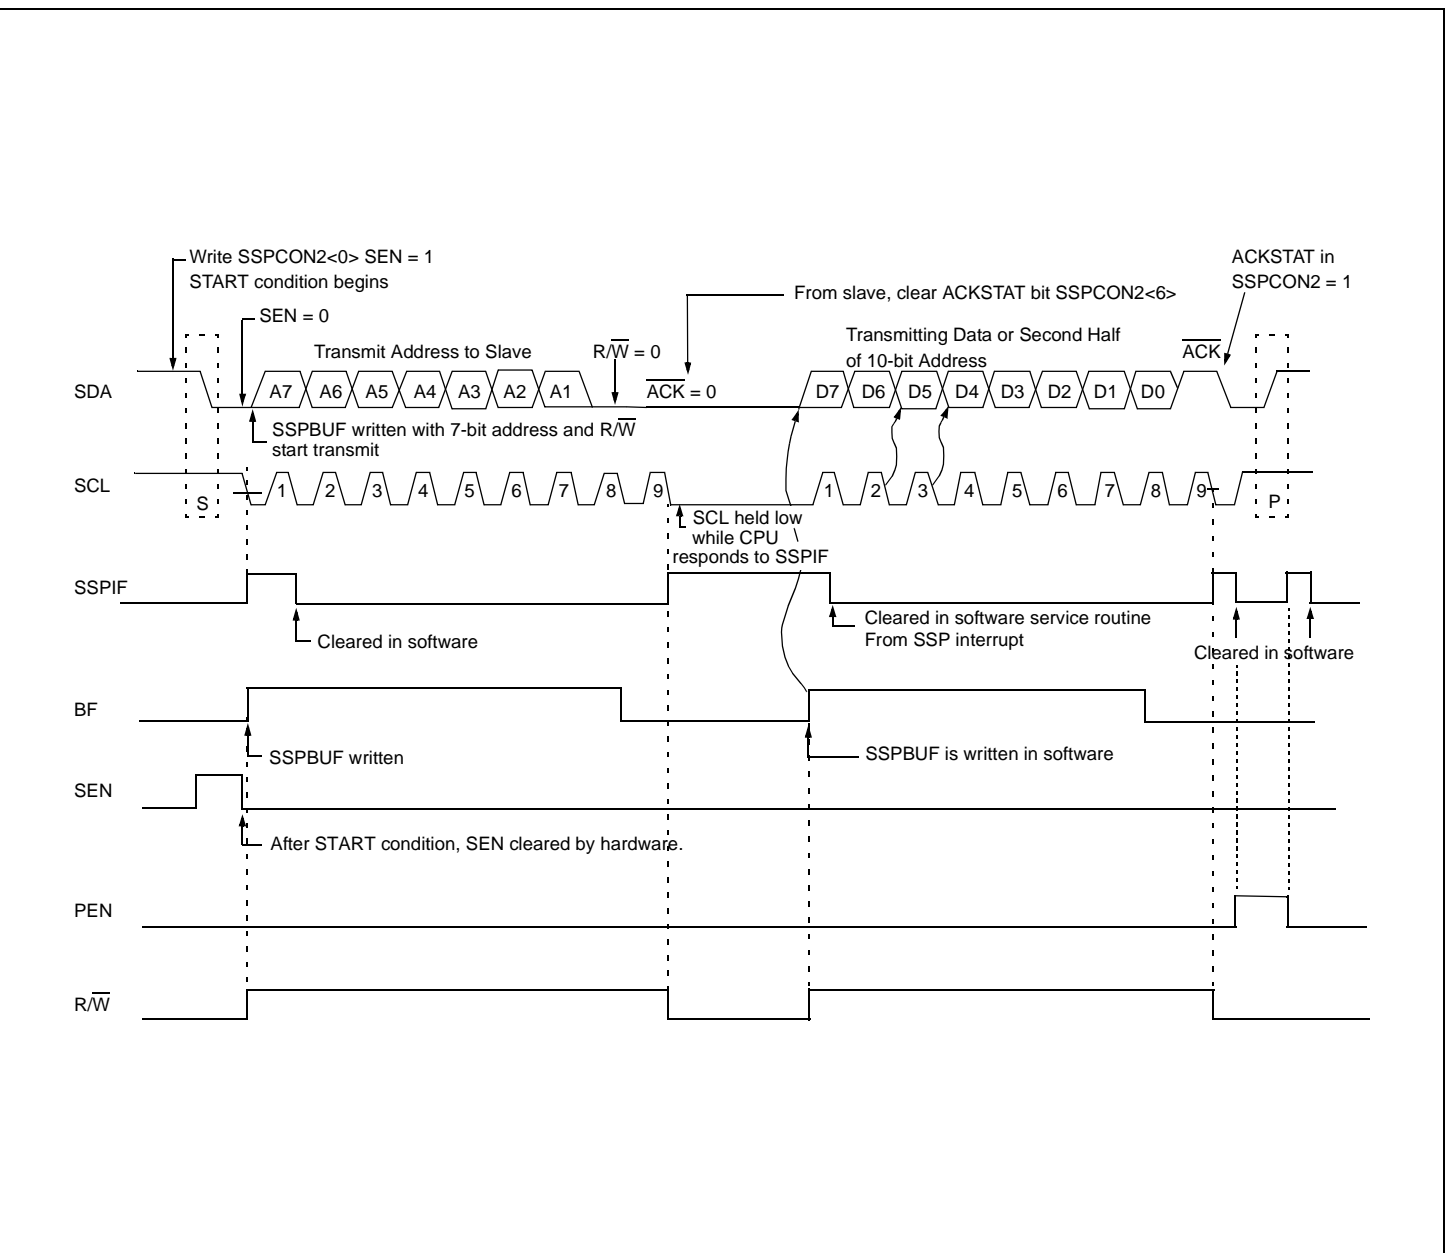 Write SSPCON2<0> SEN = 1
START condition begins
ACKSTAT in
SSPCON2 = 1
From slave, clear ACKSTAT bit SSPCON2<6>
SEN = 0
Transmit Address to Slave
R/W̅ = 0
Transmitting Data or Second Half
of 10-bit Address
A̅C̅K̅
SDA
A7 A6 A5 A4 A3 A2 A1
A̅C̅K̅ = 0
D7 D6 D5 D4 D3 D2 D1 D0
SSPBUF written with 7-bit address and R/W̅
start transmit
SCL
S
1 2 3 4 5 6 7 8 9
1 2 3 4 5 6 7 8 9
P
SCL held low
while CPU
responds to SSPIF
SSPIF
Cleared in software
Cleared in software service routine
From SSP interrupt
Cleared in software
BF
SSPBUF written
SSPBUF is written in software
SEN
After START condition, SEN cleared by hardware.
PEN
R/W̅